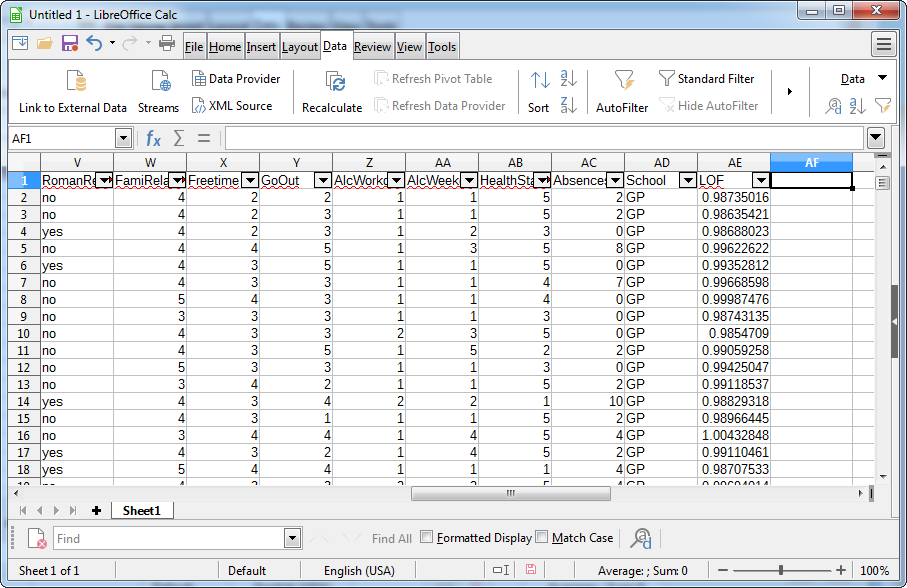 Untitled 1 - LibreOffice Calc
File Home Insert Layout Data Review View Tools
Link to External Data Streams Data Provider XML Source Recalculate Refresh Pivot Table Refresh Data Provider Sort AutoFilter Standard Filter Hide AutoFilter Data
AF1
V W X Y Z AA AB AC AD AE AF
1 RomanRe FamiRela Freetime GoOut AlcWorkd AlcWeek HealthSta Absences School LOF
2 no 4 2 2 1 1 5 2 GP 0.98735016
3 no 4 2 3 1 1 5 2 GP 0.98635421
4 yes 4 2 3 1 2 3 0 GP 0.98688023
5 no 4 4 5 1 3 5 8 GP 0.99622622
6 yes 4 3 5 1 1 5 0 GP 0.99352812
7 no 4 3 3 1 1 4 7 GP 0.99668598
8 no 5 4 3 1 1 4 0 GP 0.99987476
9 no 3 3 3 1 1 3 0 GP 0.98743135
10 no 4 3 3 2 3 5 0 GP 0.9854709
11 no 4 3 5 1 5 2 2 GP 0.99059258
12 no 5 3 3 1 1 3 0 GP 0.99425047
13 no 3 4 2 1 1 5 2 GP 0.99118537
14 yes 4 3 4 2 2 1 10 GP 0.98829318
15 no 4 3 1 1 1 5 2 GP 0.98966445
16 no 3 4 4 1 4 5 4 GP 1.00432848
17 yes 4 3 2 1 4 5 2 GP 0.99110461
18 yes 5 4 4 1 1 1 4 GP 0.98707533
Sheet1
Find Find All Formatted Display Match Case
Sheet 1 of 1 Default English (USA) Average: ; Sum: 0 100%